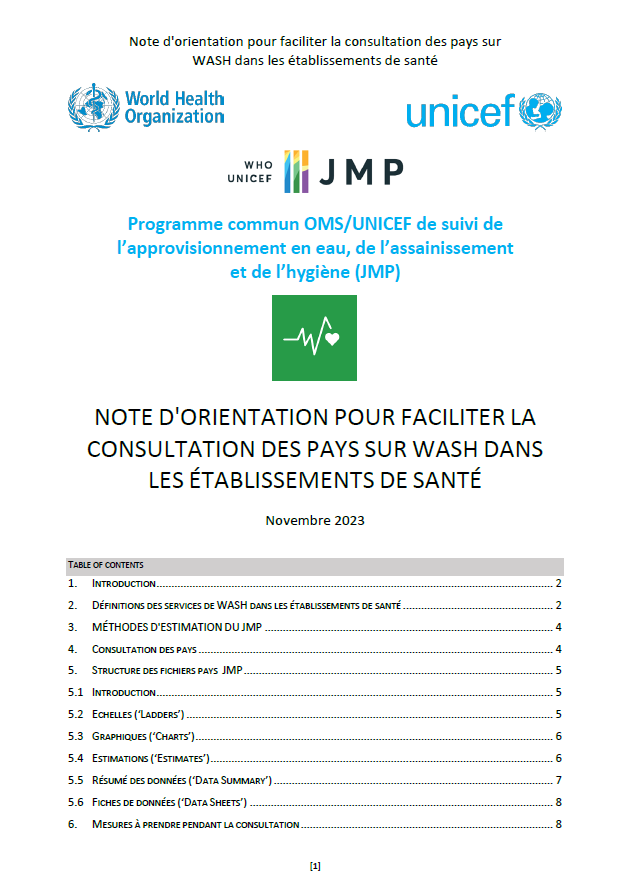 Note d'orientation pour faciliter la consultation des pays sur
WASH dans les établissements de santé
World Health
Organization
unicef
WHO
UNICEF
JMP
Programme commun OMS/UNICEF de suivi de
l’approvisionnement en eau, de l’assainissement
et de l’hygiène (JMP)
NOTE D'ORIENTATION POUR FACILITER LA
CONSULTATION DES PAYS SUR WASH DANS
LES ÉTABLISSEMENTS DE SANTÉ
Novembre 2023
TABLE OF CONTENTS
1. INTRODUCTION 2
2. DÉFINITIONS DES SERVICES DE WASH DANS LES ÉTABLISSEMENTS DE SANTÉ 2
3. MÉTHODES D'ESTIMATION DU JMP 4
4. CONSULTATION DES PAYS 4
5. STRUCTURE DES FICHIERS PAYS JMP 5
5.1 INTRODUCTION 5
5.2 ECHELLES (‘LADDERS’) 5
5.3 GRAPHIQUES (‘CHARTS’) 6
5.4 ESTIMATIONS (‘ESTIMATES’) 6
5.5 RÉSUMÉ DES DONNÉES (‘DATA SUMMARY’) 7
5.6 FICHES DE DONNÉES (‘DATA SHEETS’) 8
6. MESURES À PRENDRE PENDANT LA CONSULTATION 8
[1]